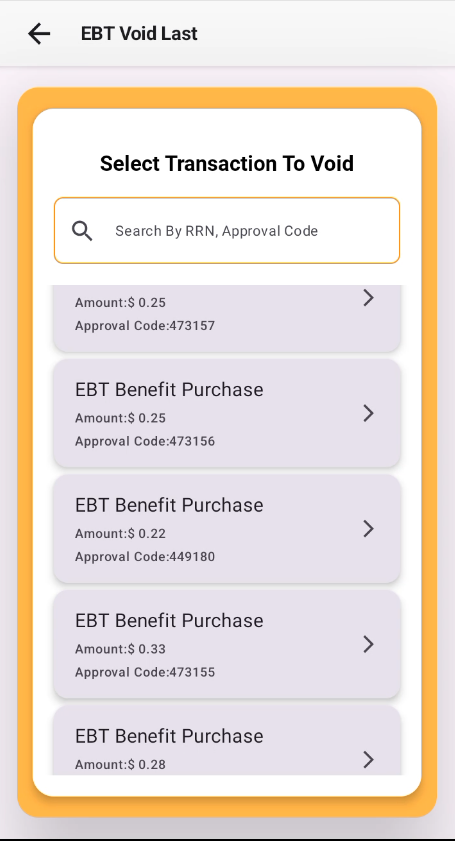 EBT Void Last
Select Transaction To Void
Search By RRN, Approval Code
Amount:$ 0.25
Approval Code:473157
EBT Benefit Purchase
Amount:$ 0.25
Approval Code:473156
EBT Benefit Purchase
Amount:$ 0.22
Approval Code:449180
EBT Benefit Purchase
Amount:$ 0.33
Approval Code:473155
EBT Benefit Purchase
Amount:$ 0.28